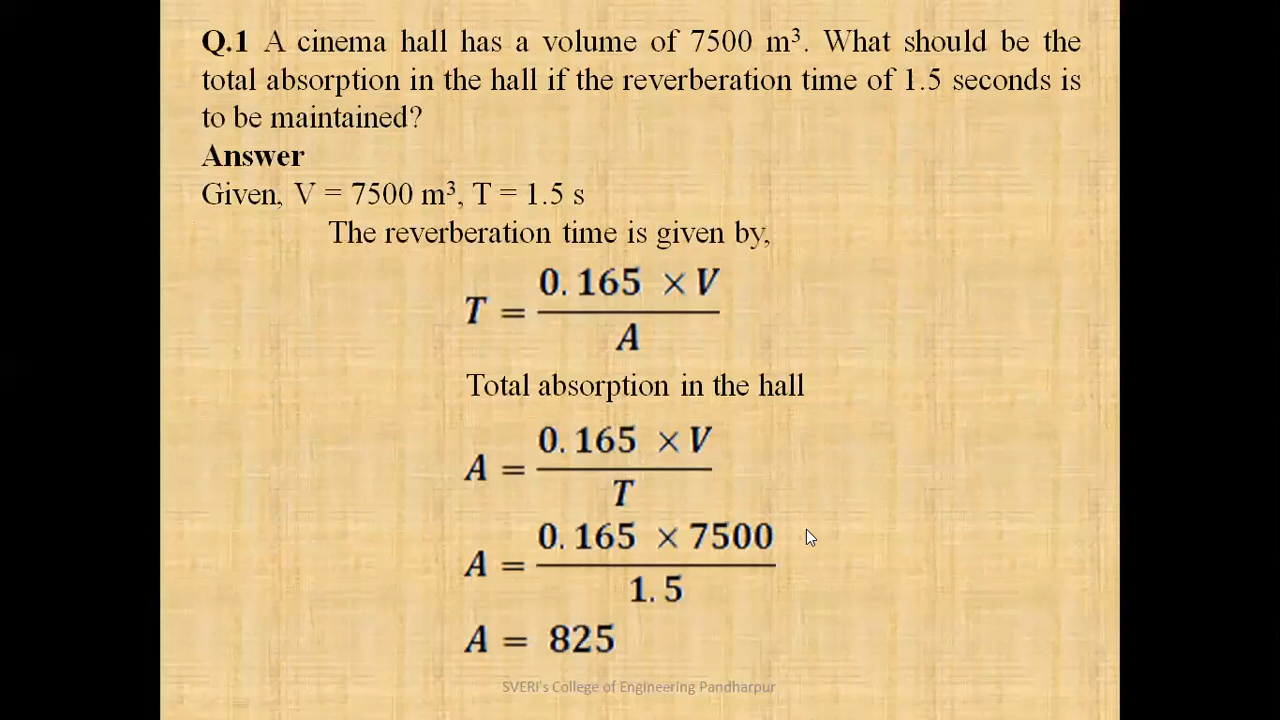 Q.1 A cinema hall has a volume of 7500 m³. What should be the
total absorption in the hall if the reverberation time of 1.5 seconds is
to be maintained?
Answer
Given, V = 7500 m³, T = 1.5 s
The reverberation time is given by,
T = 0.165 × V / A
Total absorption in the hall
A = 0.165 × V / T
A = 0.165 × 7500 / 1.5
A = 825
SVERI's College of Engineering Pandharpur